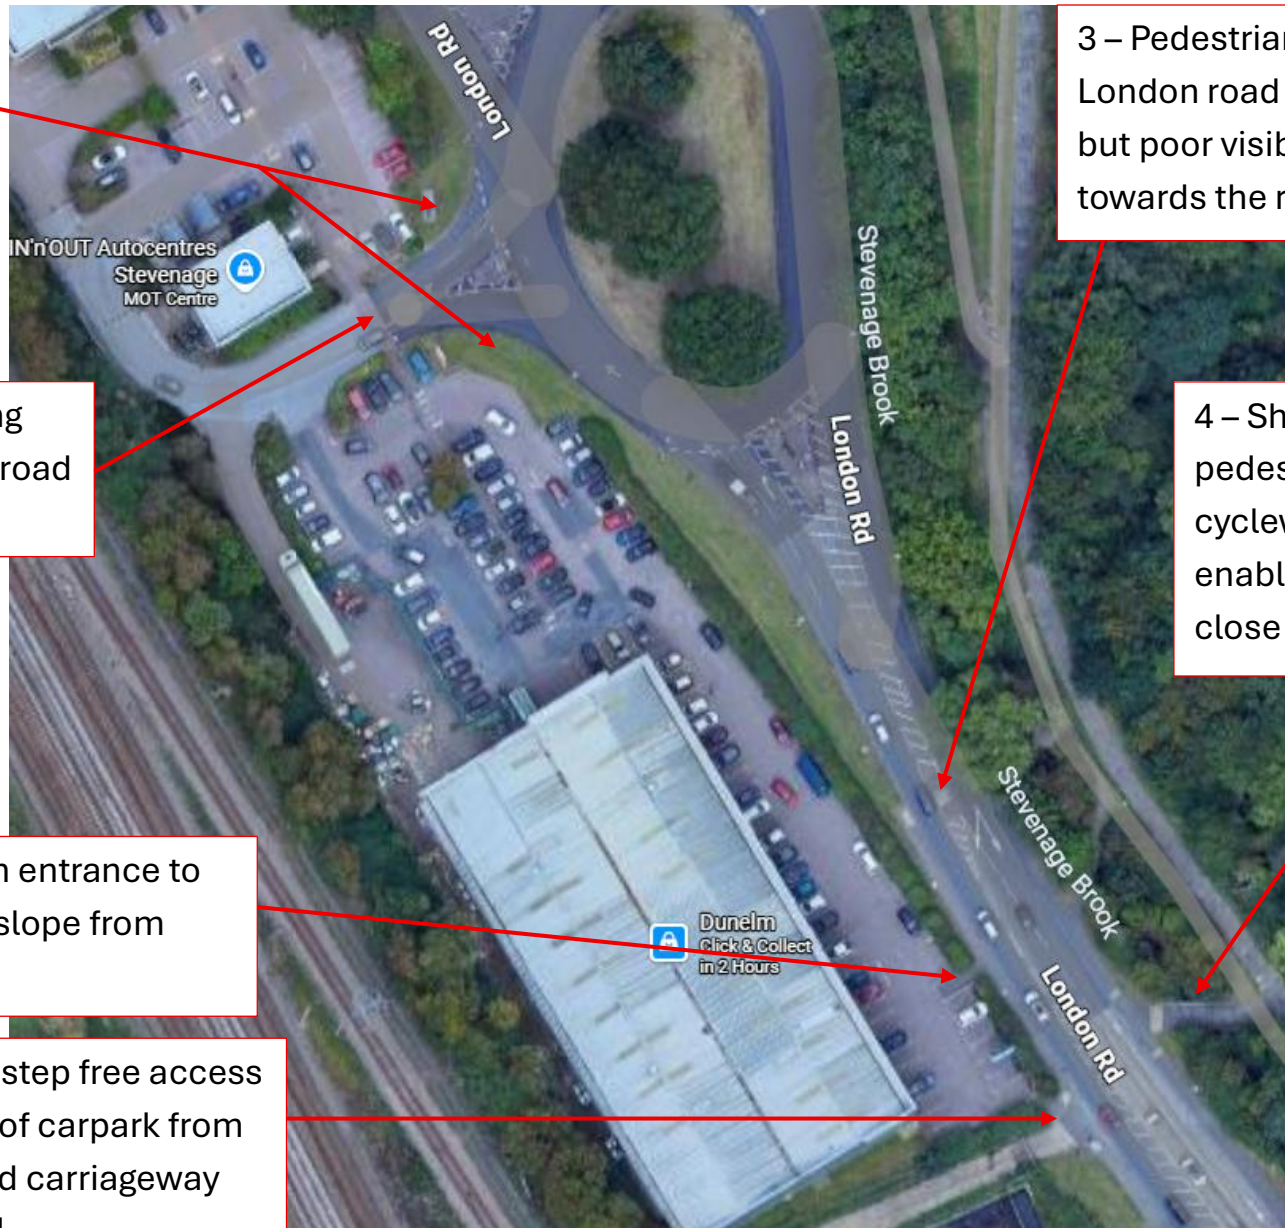 London Rd
3 – Pedestrian
London road
but poor visib
towards the r
IN'n'OUT Autocentres
Stevenage
MOT Centre
Stevenage Brook
ng
road
4 – Sh
pedes
cyclew
enabl
close
London Rd
Stevenage Brook
n entrance to
slope from
Dunelm
Click & Collect
in 2 Hours
London Rd
step free access
of carpark from
d carriageway